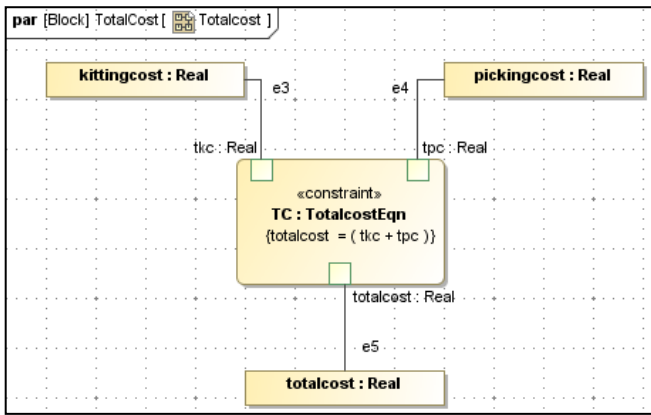 par [Block] TotalCost [ Totalcost ]
kittingcost : Real
pickingcost : Real
e3
e4
tkc : Real
tpc : Real
«constraint»
TC : TotalcostEqn
{totalcost = ( tkc + tpc )}
totalcost : Real
e5
totalcost : Real